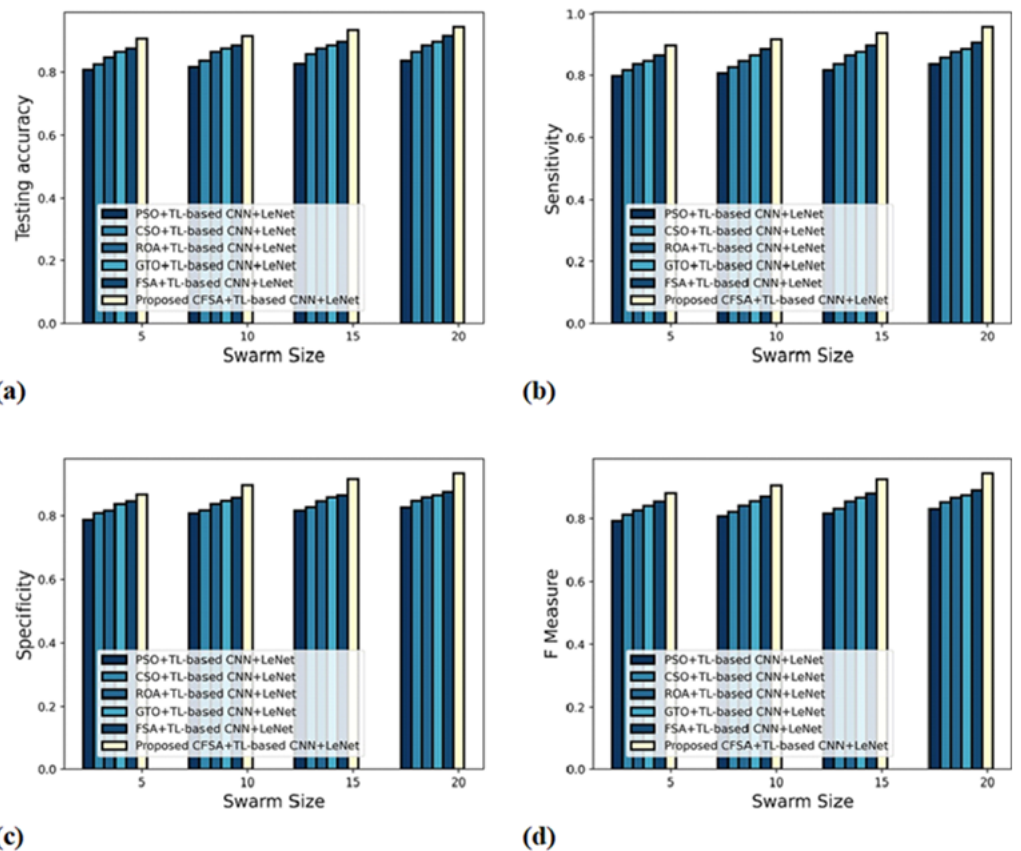 Testing accuracy
0.8
0.6
0.4
0.2
0.0
PSO+TL-based CNN+LeNet
CSO+TL-based CNN+LeNet
ROA+TL-based CNN+LeNet
GTO+TL-based CNN+LeNet
FSA+TL-based CNN+LeNet
Proposed CFSA+TL-based CNN+LeNet
5 10 15 20
Swarm Size
(a)
Sensitivity
1.0
0.8
0.6
0.4
0.2
0.0
PSO+TL-based CNN+LeNet
CSO+TL-based CNN+LeNet
ROA+TL-based CNN+LeNet
GTO+TL-based CNN+LeNet
FSA+TL-based CNN+LeNet
Proposed CFSA+TL-based CNN+LeNet
5 10 15 20
Swarm Size
(b)
Specificity
0.8
0.6
0.4
0.2
0.0
PSO+TL-based CNN+LeNet
CSO+TL-based CNN+LeNet
ROA+TL-based CNN+LeNet
GTO+TL-based CNN+LeNet
FSA+TL-based CNN+LeNet
Proposed CFSA+TL-based CNN+LeNet
5 10 15 20
Swarm Size
(c)
F Measure
0.8
0.6
0.4
0.2
0.0
PSO+TL-based CNN+LeNet
CSO+TL-based CNN+LeNet
ROA+TL-based CNN+LeNet
GTO+TL-based CNN+LeNet
FSA+TL-based CNN+LeNet
Proposed CFSA+TL-based CNN+LeNet
5 10 15 20
Swarm Size
(d)